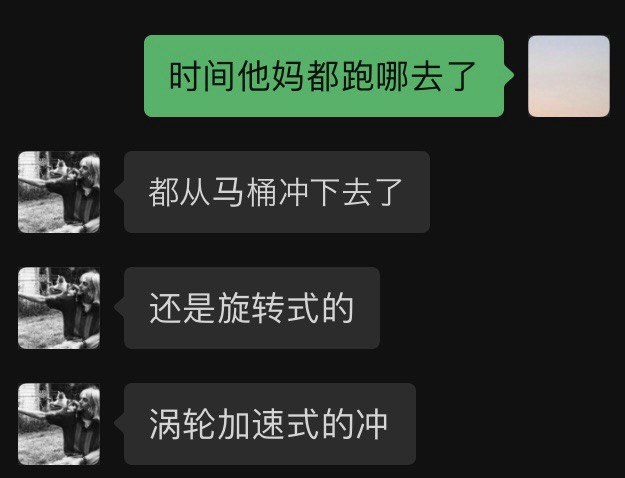 时间他妈都跑哪去了
都从马桶冲下去了
还是旋转式的
涡轮加速式的冲